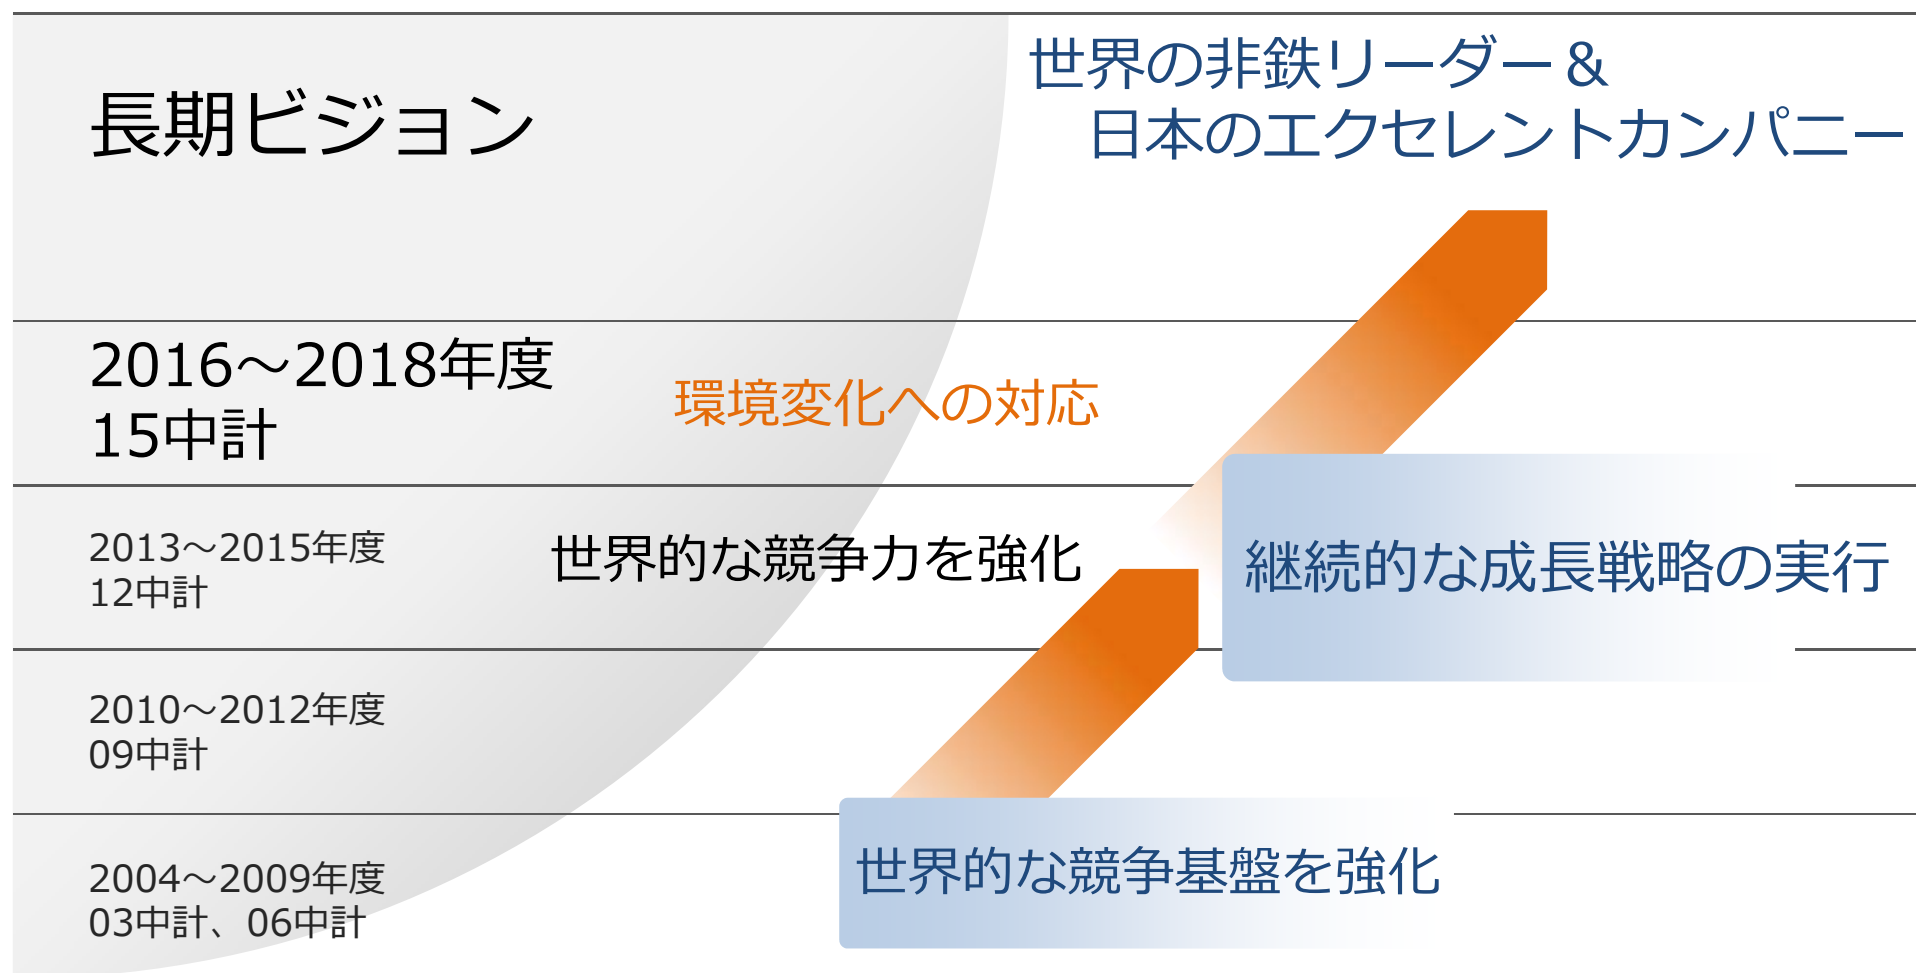 長期ビジョン
世界の非鉄リーダー＆
日本のエクセレントカンパニー
2016～2018年度
15中計
環境変化への対応
2013～2015年度
12中計
世界的な競争力を強化
継続的な成長戦略の実行
2010～2012年度
09中計
2004～2009年度
03中計、06中計
世界的な競争基盤を強化